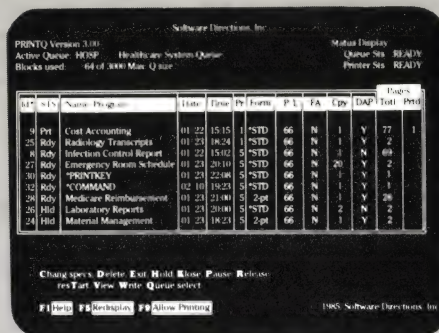 Software Directions, Inc.
PRINTQ Version 3.00 Status Display
Active Queue: HOSP Healthcare System Queue Queue Sts READY
Blocks used: 64 of 3000 Max Q size Printer Sts READY
Pages
Id* STS Name/Program Date Time Pr Form P L FA Cpy DAP Totl Prtd
9 Prt Cost Accounting 01 22 15:15 1 *STD 66 N 1 Y 77 1
25 Rdy Radiology Transcripts 01 23 18:24 1 *STD 66 N 1 Y 2
8 Rdy Infection Control Report 01 22 15:02 5 *STD 66 N 3 N
27 Rdy Emergency Room Schedule 01 23 20:10 5 *STD 66 N 20 Y 2
30 Rdy *PRINTKEY 01 23 22:08 5 *STD 66 N 1 Y 1
32 Rdy *COMMAND 02 10 19:23 5 *STD 66 N 1 Y 1
28 Rdy Medicare Reimbursement 01 23 21:00 5 2-pt 66 N 1 Y
26 Hld Laboratory Reports 01 23 20:00 5 *STD 66 N 2 N 2
24 Hld Material Management 01 23 18:23 5 2-pt 66 N 1 Y 2
Chang specs, Delete, Exit, Hold, Klose, Pause, Release
resTart View Write Queue select
F1 Help F5 Redisplay F9 Allow Printing 1985 Software Directions, Inc